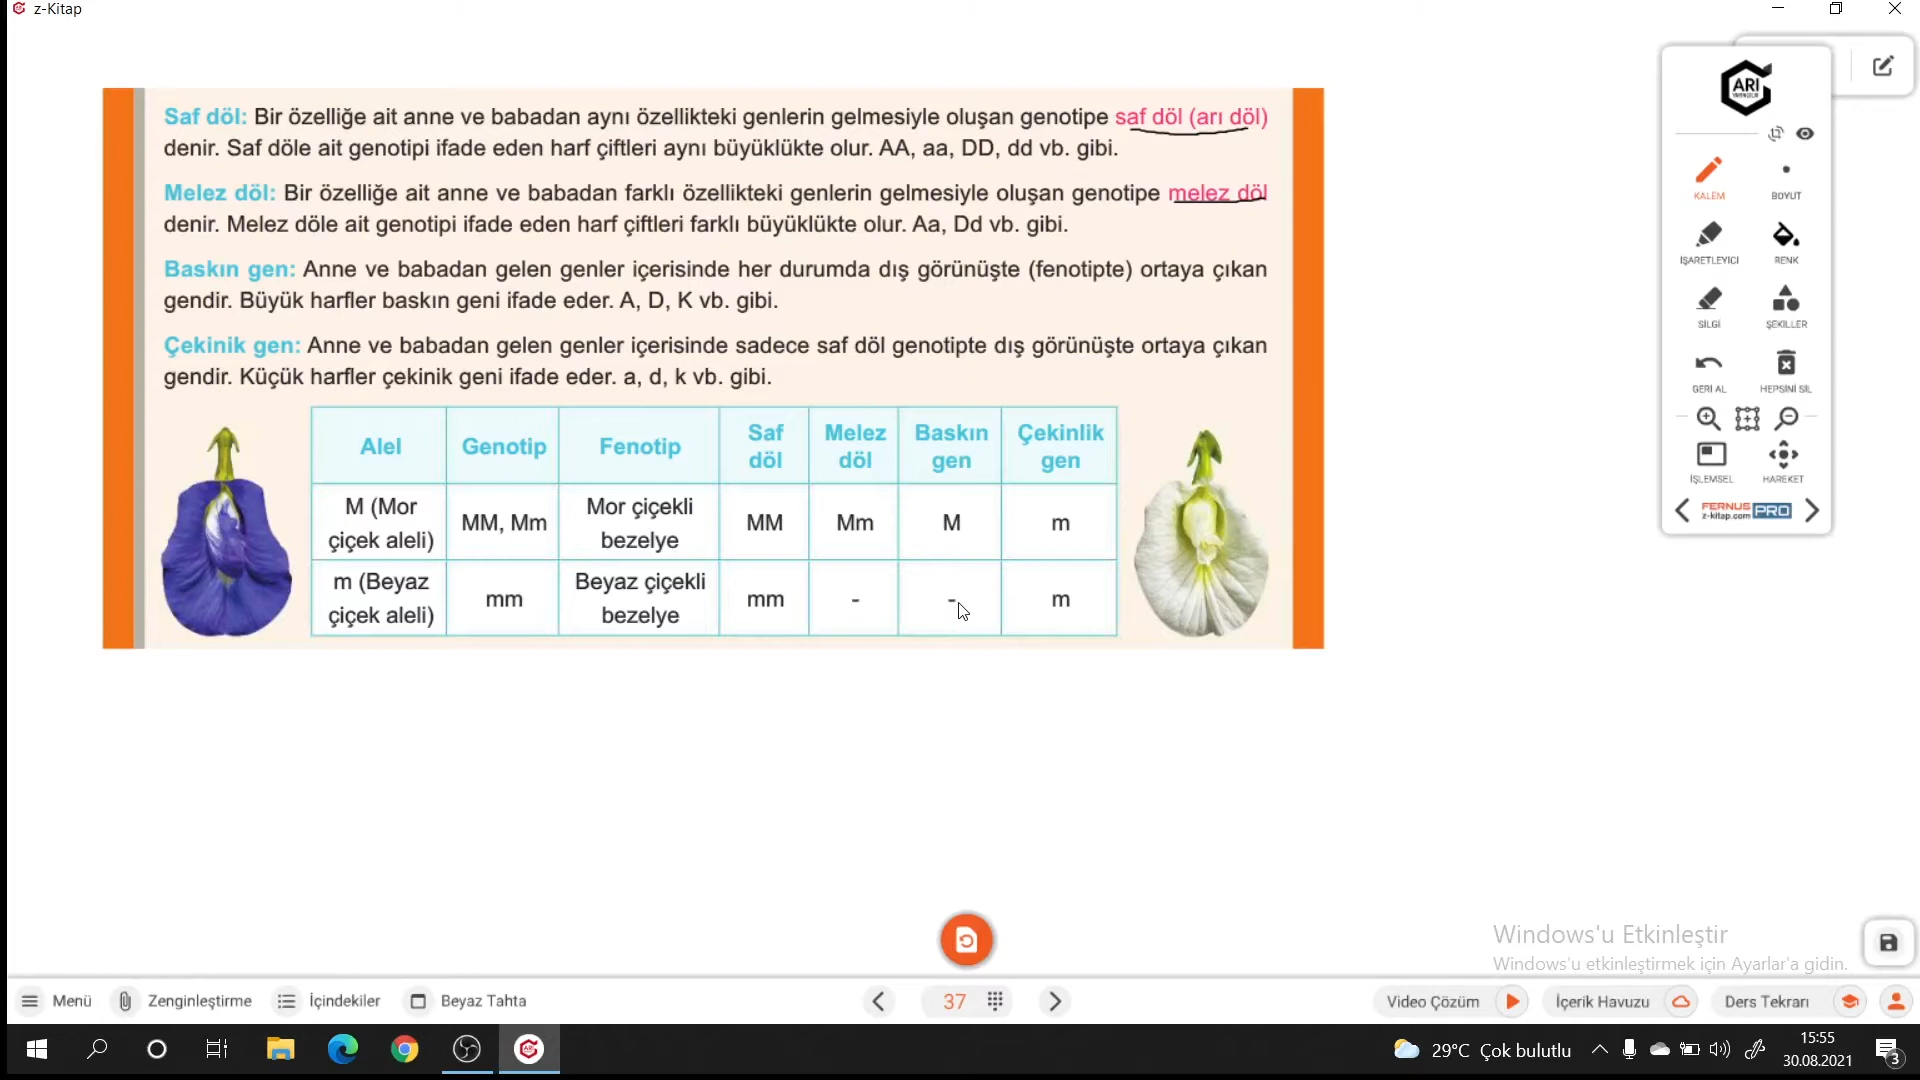 z-Kitap
Saf döl: Bir özelliğe ait anne ve babadan aynı özellikteki genlerin gelmesiyle oluşan genotipe saf döl (arı döl)
denir. Saf döle ait genotipi ifade eden harf çiftleri aynı büyüklükte olur. AA, aa, DD, dd vb. gibi.
Melez döl: Bir özelliğe ait anne ve babadan farklı özellikteki genlerin gelmesiyle oluşan genotipe melez döl
denir. Melez döle ait genotipi ifade eden harf çiftleri farklı büyüklükte olur. Aa, Dd vb. gibi.
Baskın gen: Anne ve babadan gelen genler içerisinde her durumda dış görünüşte (fenotipte) ortaya çıkan
gendir. Büyük harfler baskın geni ifade eder. A, D, K vb. gibi.
Çekinik gen: Anne ve babadan gelen genler içerisinde sadece saf döl genotipte dış görünüşte ortaya çıkan
gendir. Küçük harfler çekinik geni ifade eder. a, d, k vb. gibi.
Alel Genotip Fenotip Saf döl Melez döl Baskın gen Çekinlik gen
M (Mor çiçek aleli) MM, Mm Mor çiçekli bezelye MM Mm M m
m (Beyaz çiçek aleli) mm Beyaz çiçekli bezelye mm - - m
ARI
YAYINCILIK
KALEM BOYUT
İŞARETLEYİCİ RENK
SİLGİ ŞEKİLLER
GERİ AL HEPSİNİ SİL
İŞLEMSEL HAREKET
FERNUS
z-kitap.com PRO
Windows'u Etkinleştir
Windows'u etkinleştirmek için Ayarlar'a gidin.
Menü Zenginleştirme İçindekiler Beyaz Tahta 37 Video Çözüm İçerik Havuzu Ders Tekrarı
29°C Çok bulutlu
15:55
30.08.2021
3